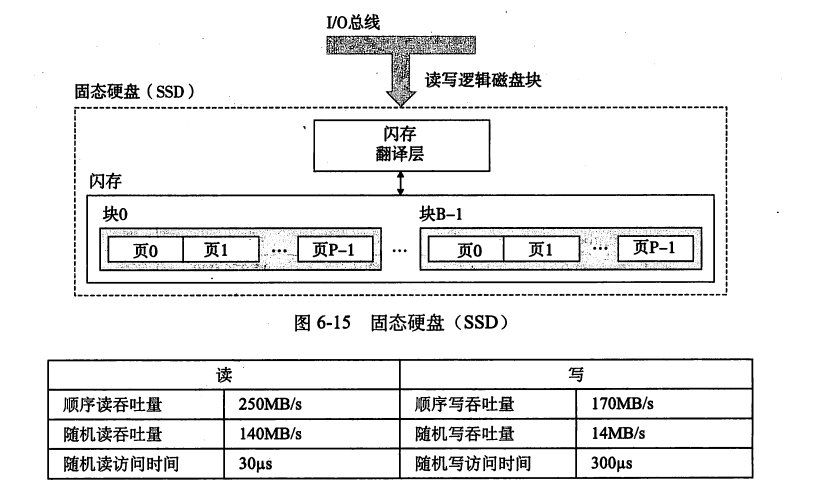 I/O总线
读写逻辑磁盘块
固态硬盘（SSD）
闪存
翻译层
闪存
块0
块B–1
页0 页1 … 页P–1 … 页0 页1 … 页P–1
图 6-15 固态硬盘（SSD）
读 写
顺序读吞吐量 250MB/s 顺序写吞吐量 170MB/s
随机读吞吐量 140MB/s 随机写吞吐量 14MB/s
随机读访问时间 30μs 随机写访问时间 300μs